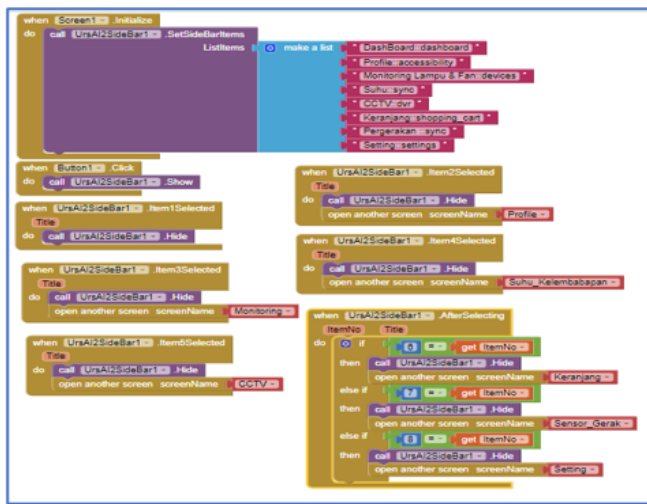 when Screen1 .Initialize
do call UrsAI2SideBar1 .SetSideBarItems
ListItems make a list " DashBoard::dashboard "
" Profile::accessibility "
" Monitoring Lampu & Fan::devices "
" Suhu::sync "
" CCTV::dvr "
" Keranjang::shopping_cart "
" Pergerakan ::sync "
" Setting::settings "
when Button1 .Click
do call UrsAI2SideBar1 .Show
when UrsAI2SideBar1 .Item1Selected
Title
do call UrsAI2SideBar1 .Hide
when UrsAI2SideBar1 .Item3Selected
Title
do call UrsAI2SideBar1 .Hide
open another screen screenName Monitoring
when UrsAI2SideBar1 .Item5Selected
Title
do call UrsAI2SideBar1 .Hide
open another screen screenName CCTV
when UrsAI2SideBar1 .Item2Selected
Title
do call UrsAI2SideBar1 .Hide
open another screen screenName Profile
when UrsAI2SideBar1 .Item4Selected
Title
do call UrsAI2SideBar1 .Hide
open another screen screenName Suhu_Kelembabapan
when UrsAI2SideBar1 .AfterSelecting
ItemNo Title
do if 6 = get ItemNo
then call UrsAI2SideBar1 .Hide
open another screen screenName Keranjang
else if 7 = get ItemNo
then call UrsAI2SideBar1 .Hide
open another screen screenName Sensor_Gerak
else if 8 = get ItemNo
then call UrsAI2SideBar1 .Hide
open another screen screenName Setting